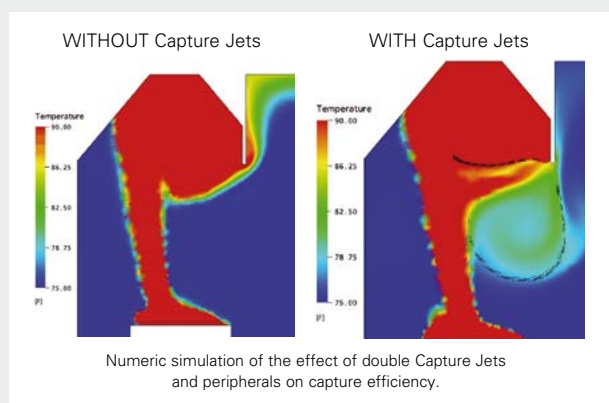 WITHOUT Capture Jets
WITH Capture Jets
Temperature
90.00
86.25
82.50
78.75
75.00
[F]
Temperature
90.00
86.25
82.50
78.75
75.00
[F]
Numeric simulation of the effect of double Capture Jets
and peripherals on capture efficiency.